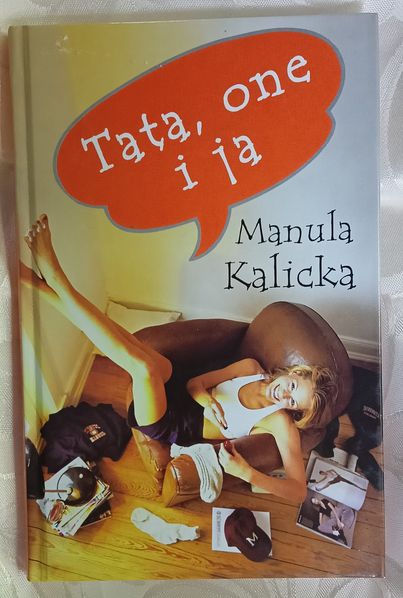 Tata, one
i ja
Manula
Kalicka
M